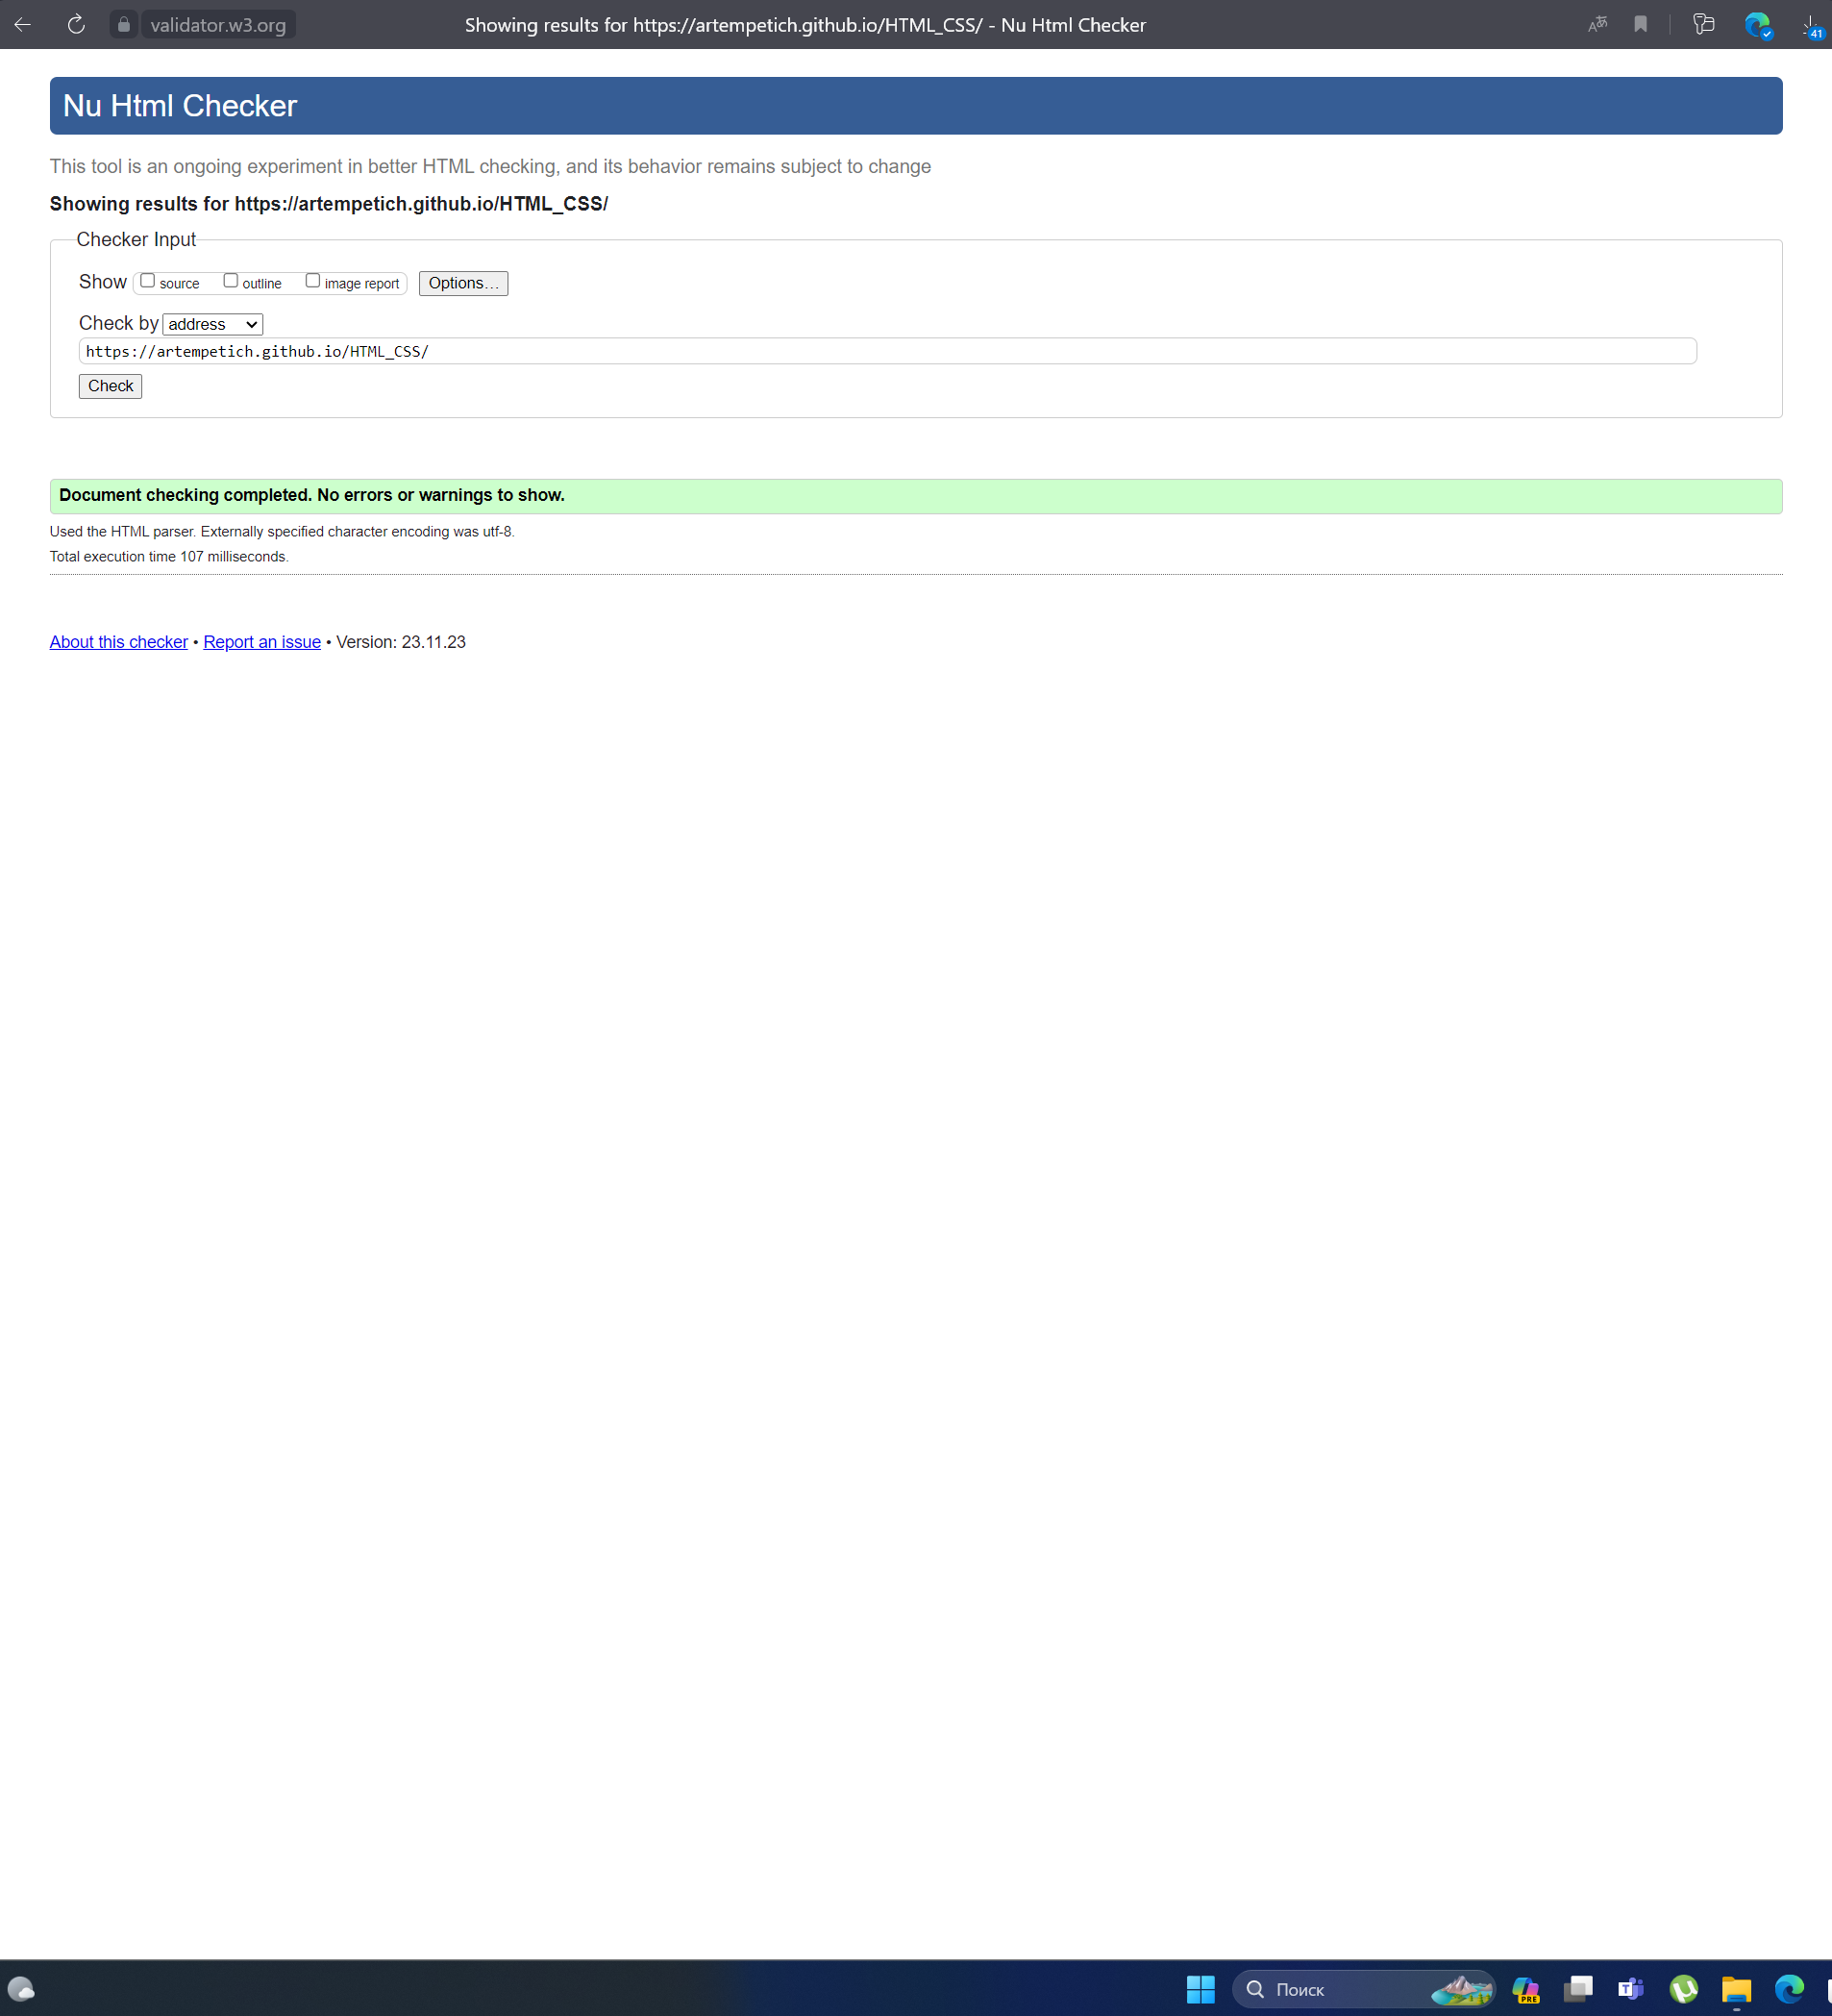 validator.w3.org
Showing results for https://artempetich.github.io/HTML_CSS/ - Nu Html Checker
41
Nu Html Checker
This tool is an ongoing experiment in better HTML checking, and its behavior remains subject to change
Showing results for https://artempetich.github.io/HTML_CSS/
Checker Input
Show source outline image report Options…
Check by address
https://artempetich.github.io/HTML_CSS/
Check
Document checking completed. No errors or warnings to show.
Used the HTML parser. Externally specified character encoding was utf-8.
Total execution time 107 milliseconds.
About this checker • Report an issue • Version: 23.11.23
Поиск
PRE